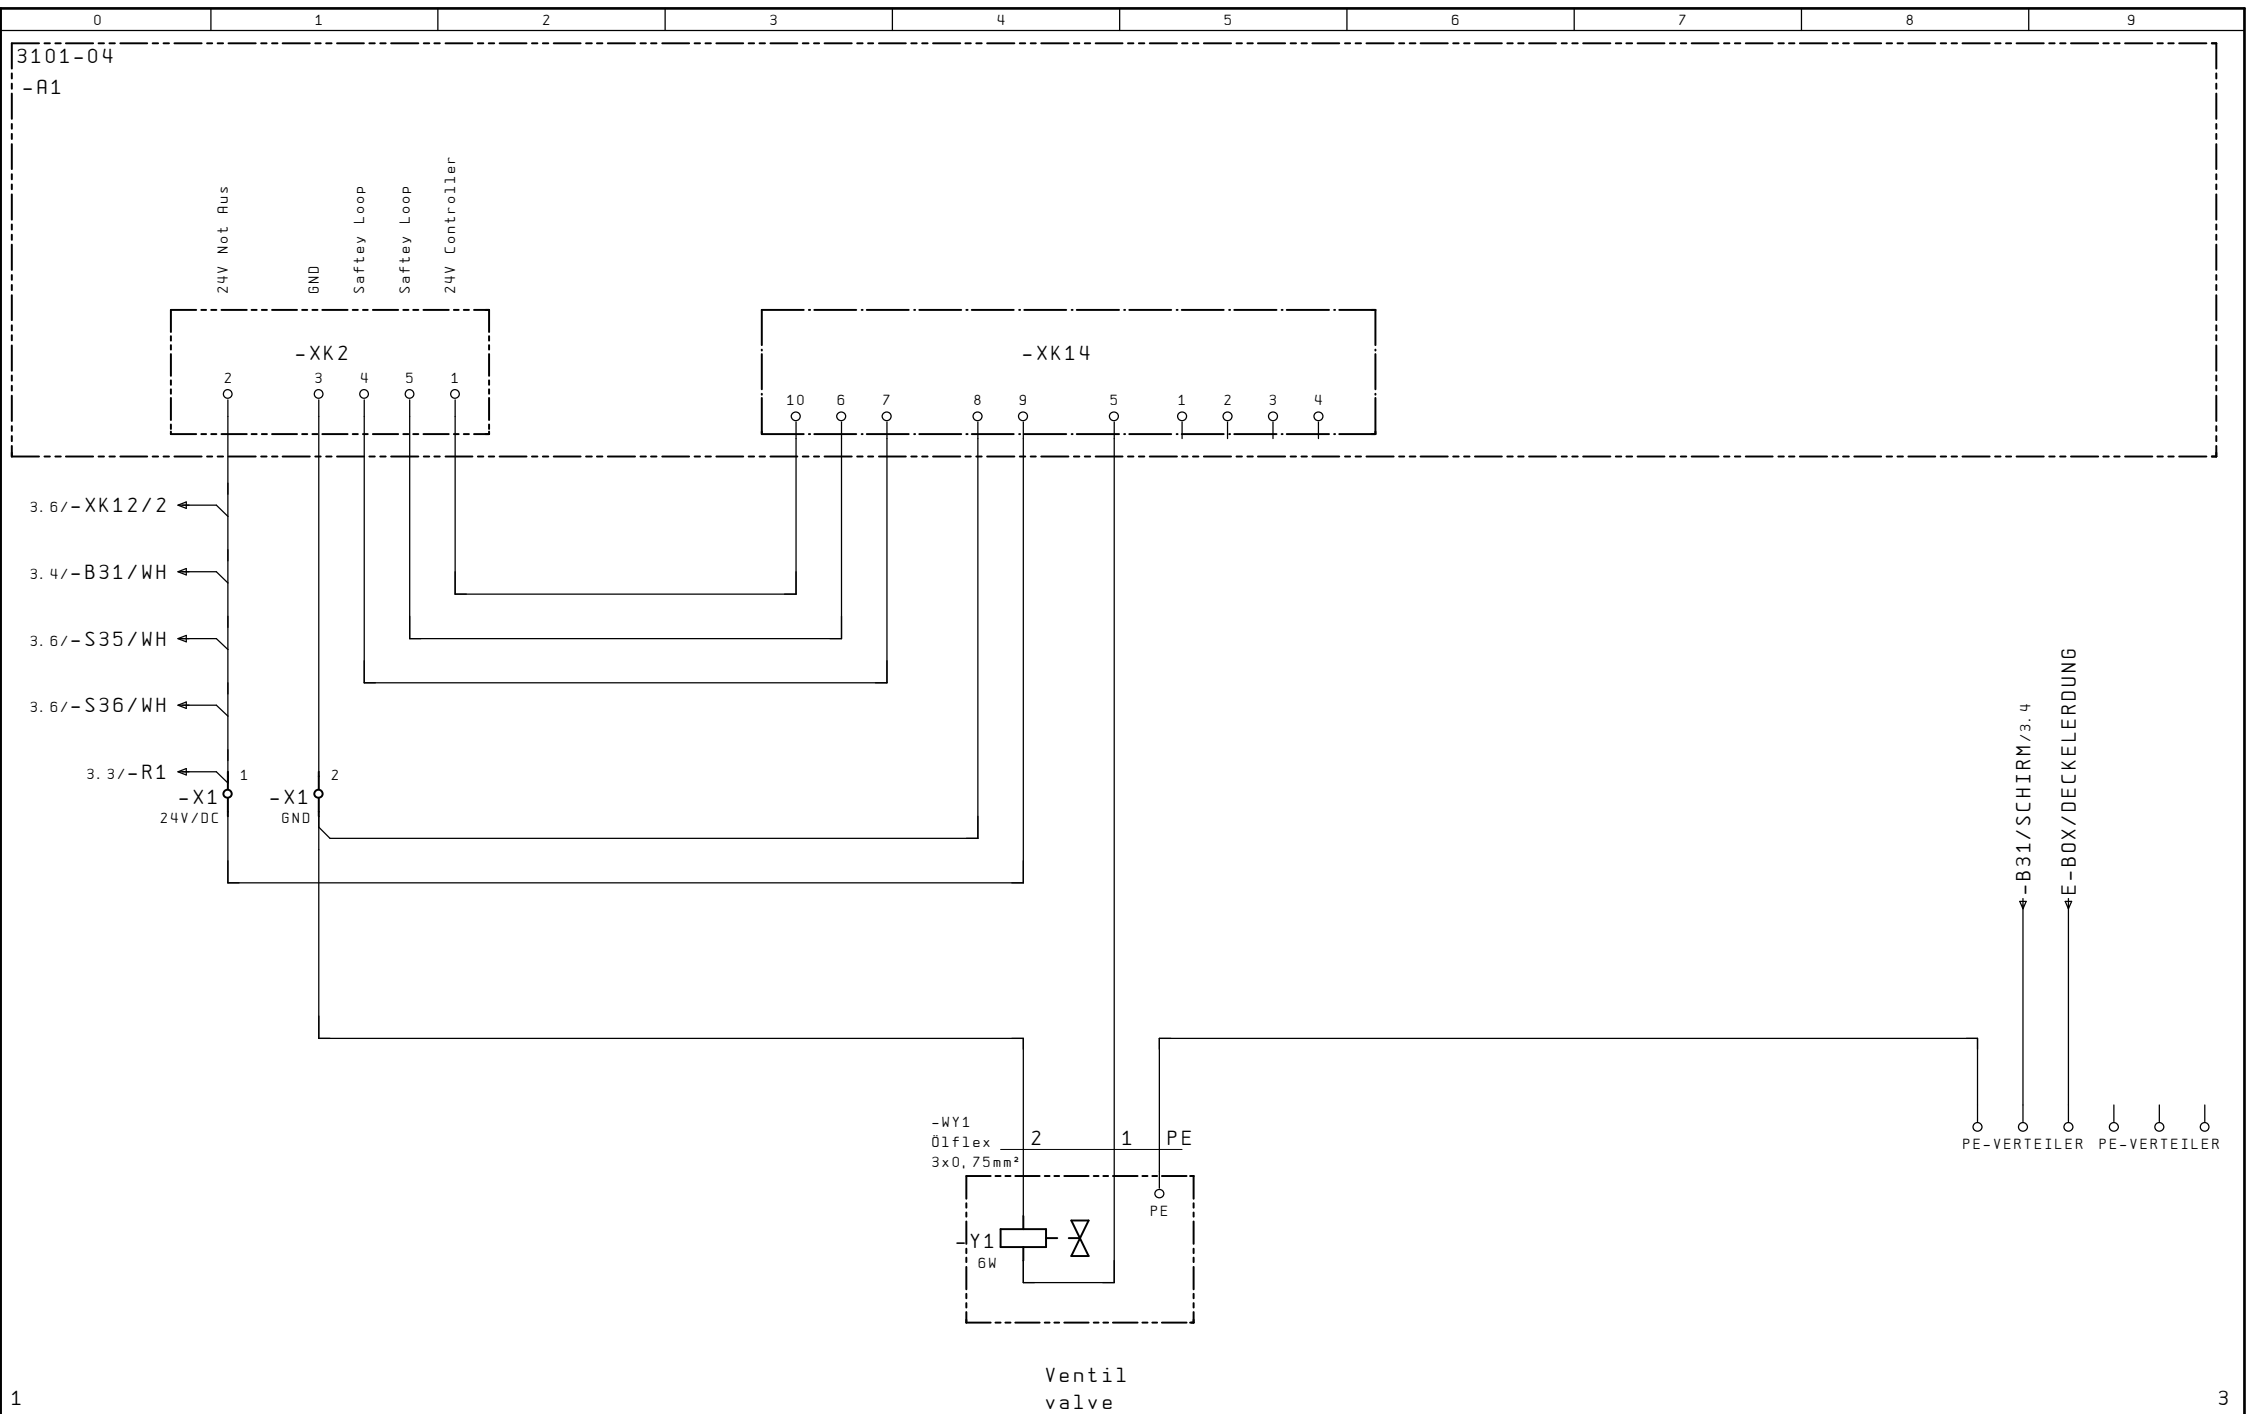 0 1 2 3 4 5 6 7 8 9
3101-04
-A1
24V Not Aus
GND
Saftey Loop
Saftey Loop
24V Controller
-XK2
2 3 4 5 1
-XK14
10 6 7 8 9 5 1 2 3 4
3.6/-XK12/2
3.4/-B31/WH
3.6/-S35/WH
3.6/-S36/WH
3.3/-R1
1
-X1
24V/DC
2
-X1
GND
-B31/SCHIRM/3.4
E-BOX/DECKELERDUNG
-WY1
Ölflex
3x0,75mm²
2 1 PE
PE-VERTEILER PE-VERTEILER
PE
-Y1
6W
Ventil
valve
1
3